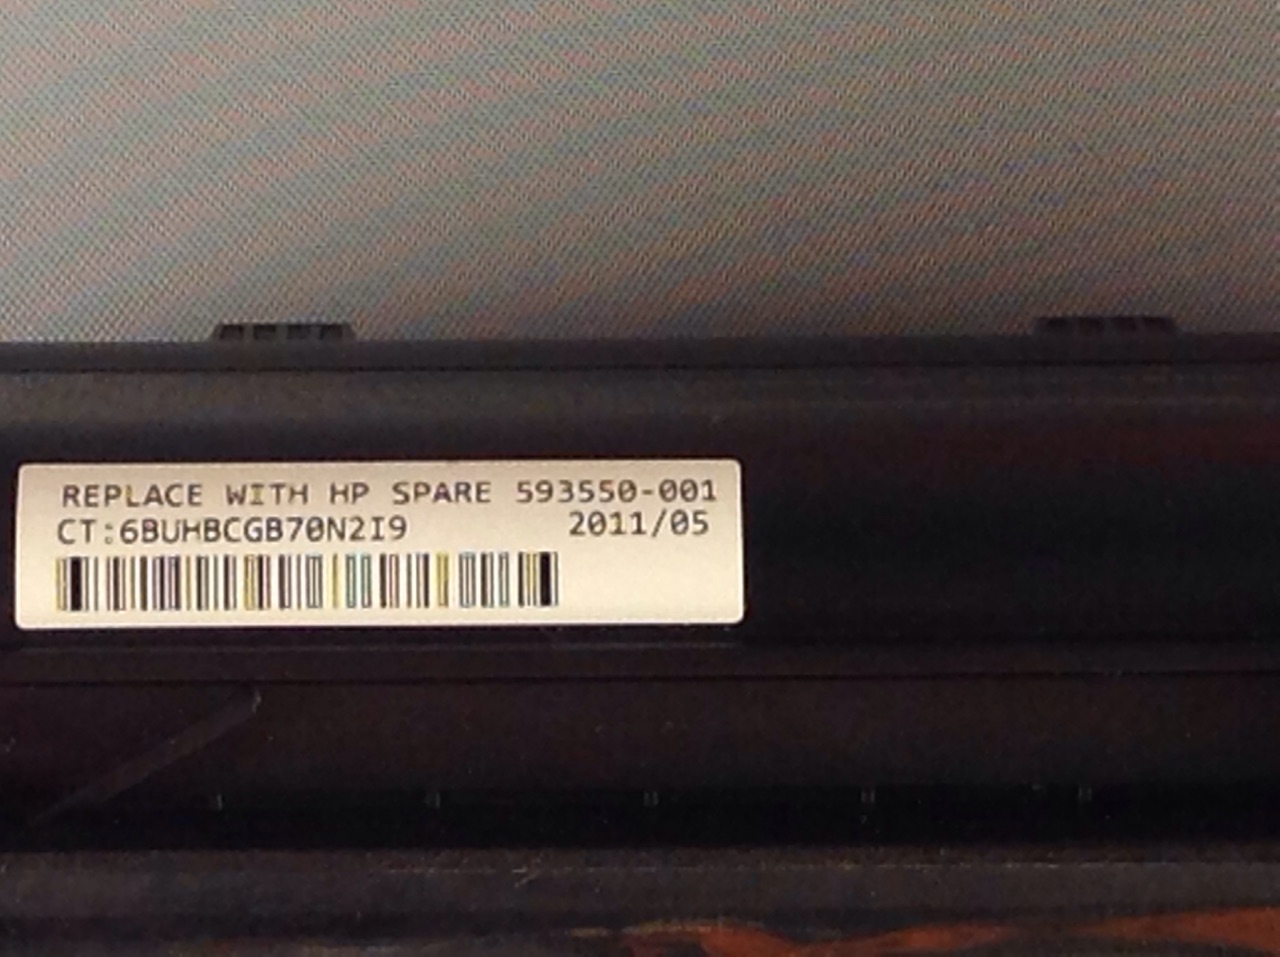 REPLACE WITH HP SPARE 593550-001
CT:6BUHBCGB70N2I9 2011/05